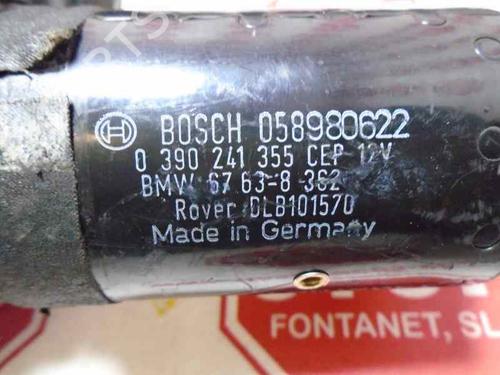 BOSCH 058980622
0 390 241 355 CEP 12V
BMW 67 63-8 362
Rover DLB101570
Made in Germany
FONTANET, SL